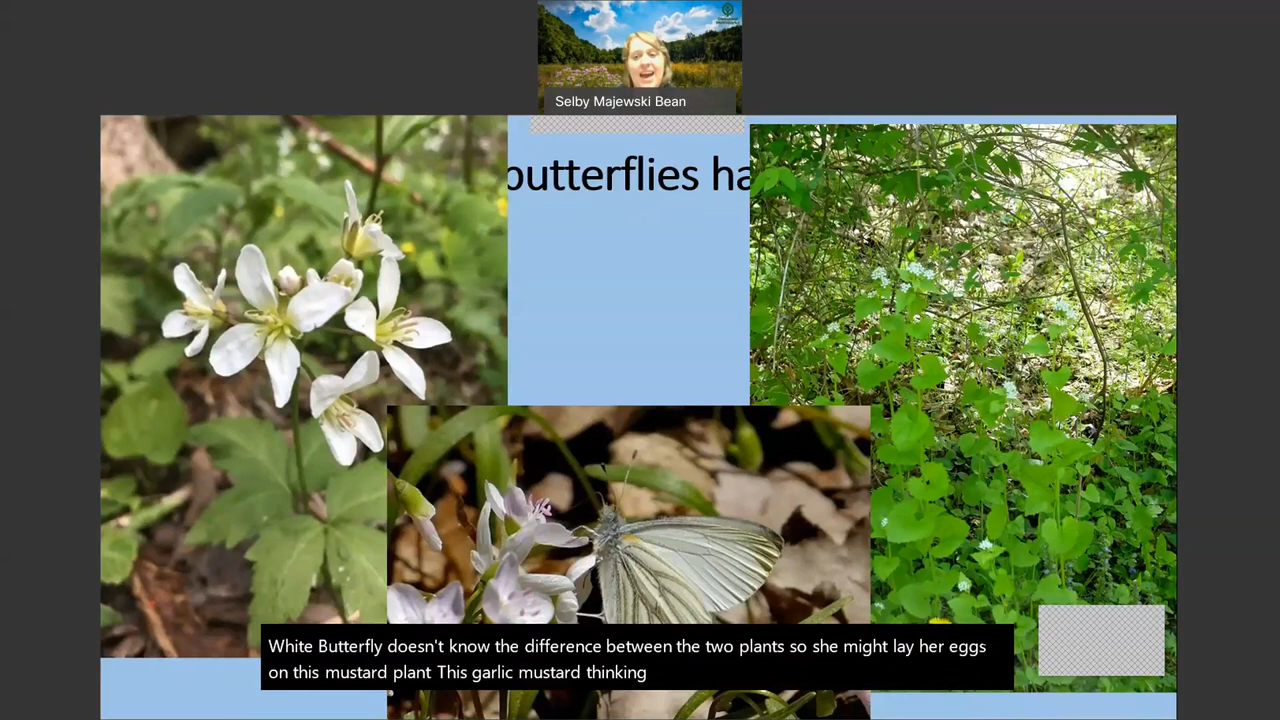 Selby Majewski Bean
butterflies ha
White Butterfly doesn't know the difference between the two plants so she might lay her eggs
on this mustard plant This garlic mustard thinking